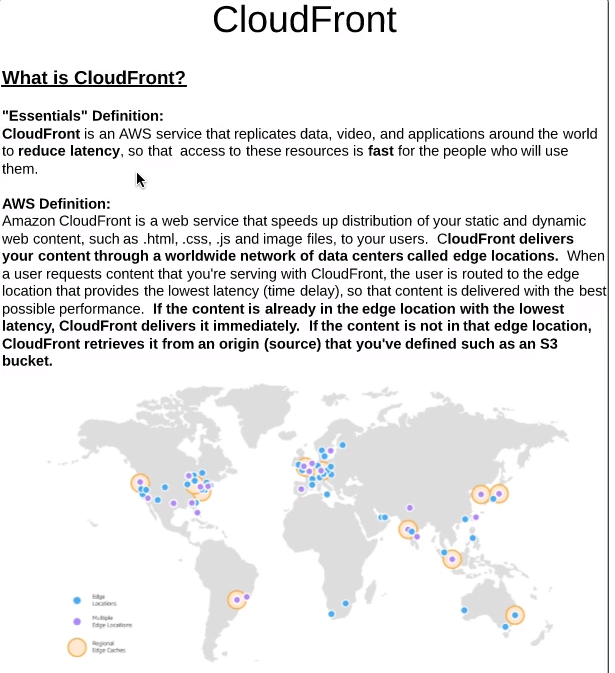 CloudFront
What is CloudFront?
"Essentials" Definition:
CloudFront is an AWS service that replicates data, video, and applications around the world
to reduce latency, so that  access to these resources is fast for the people who will use
them.
AWS Definition:
Amazon CloudFront is a web service that speeds up distribution of your static and dynamic
web content, such as .html, .css, .js and image files, to your users.  CloudFront delivers
your content through a worldwide network of data centers called edge locations.  When
a user requests content that you're serving with CloudFront, the user is routed to the edge
location that provides the lowest latency (time delay), so that content is delivered with the best
possible performance.  If the content is already in the edge location with the lowest
latency, CloudFront delivers it immediately.  If the content is not in that edge location,
CloudFront retrieves it from an origin (source) that you've defined such as an S3
bucket.
Edge
Locations
Multiple
Edge Locations
Regional
Edge Caches